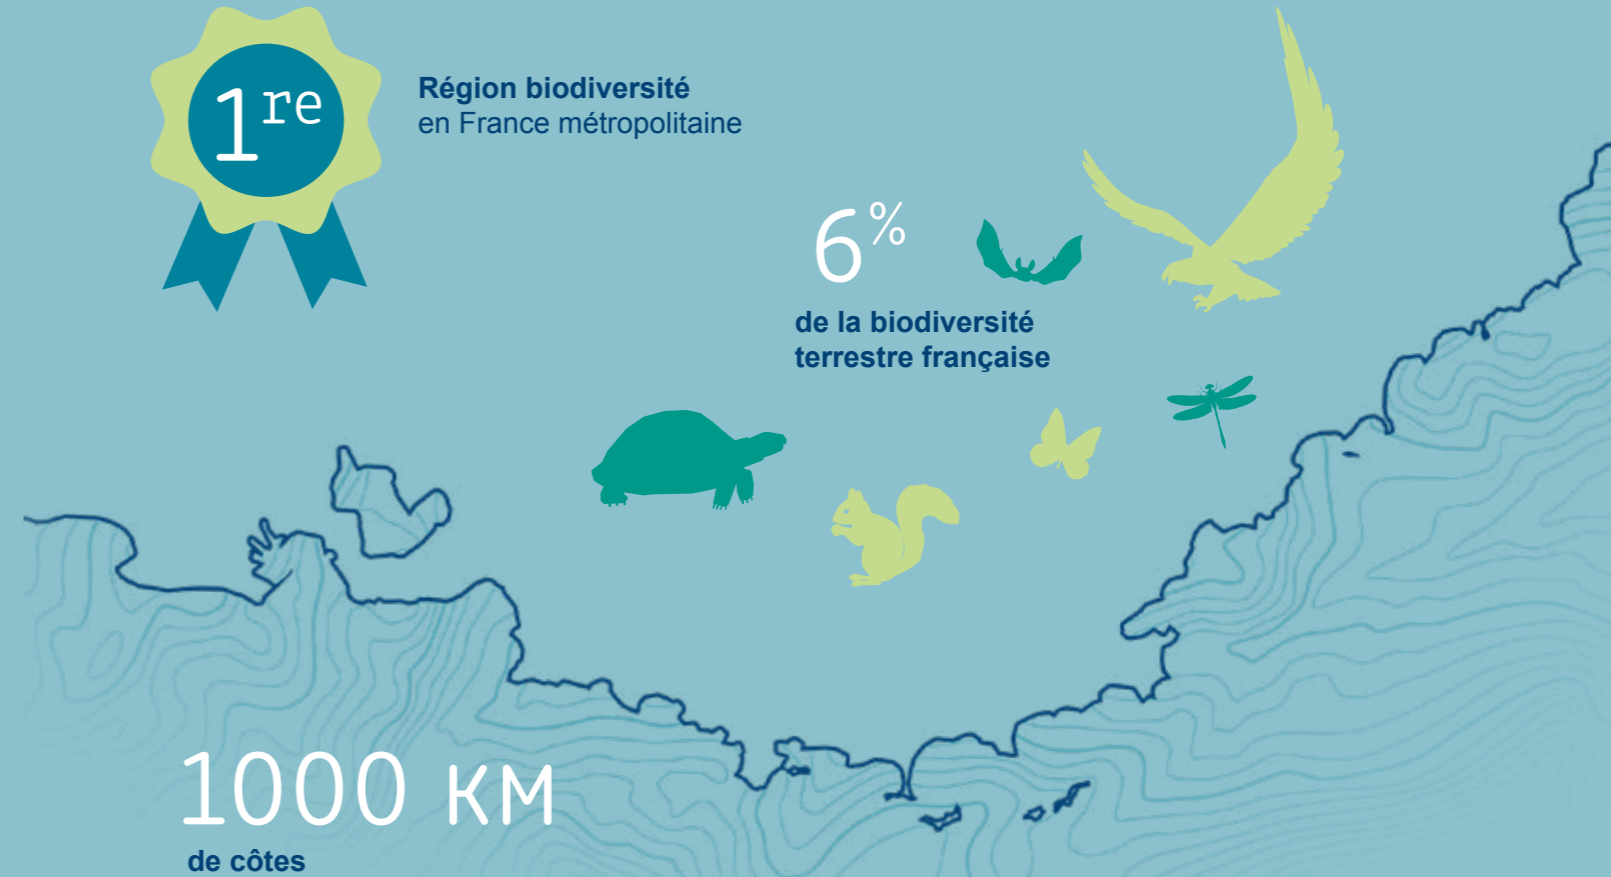 1re
Région biodiversité
en France métropolitaine
6%
de la biodiversité
terrestre française
1000 KM
de côtes